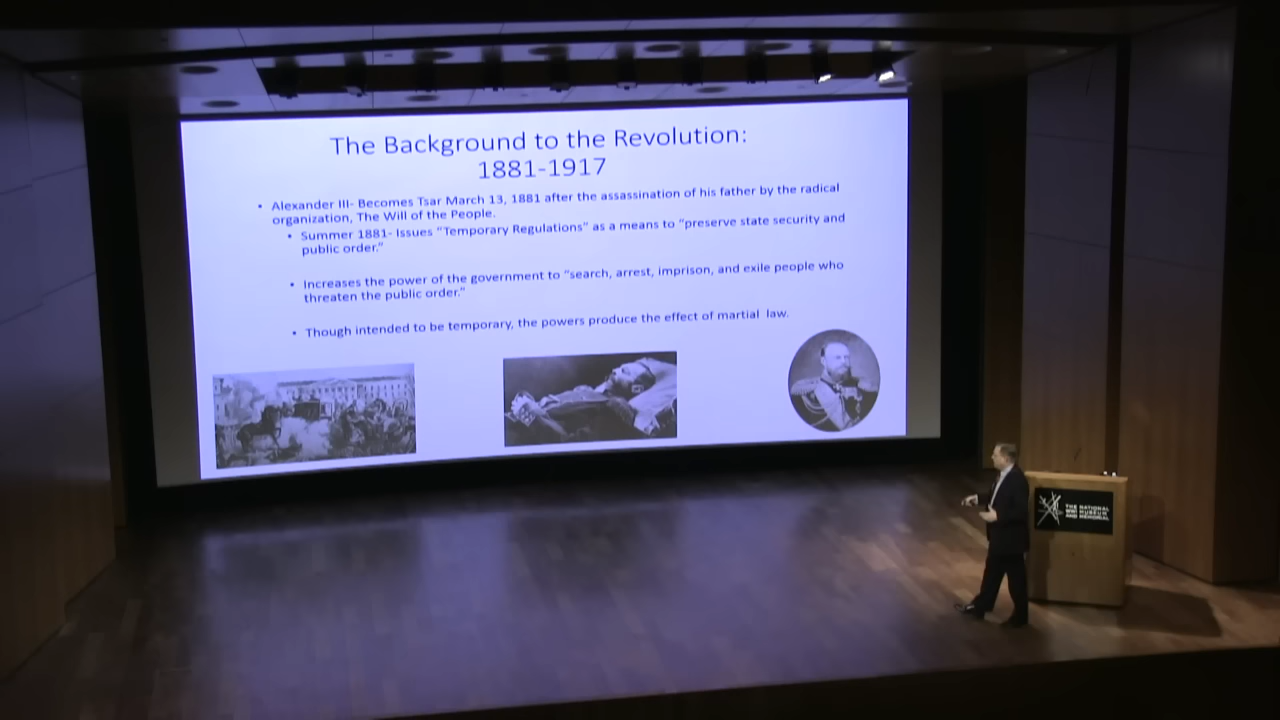 The Background to the Revolution:
1881-1917
• Alexander III- Becomes Tsar March 13, 1881 after the assassination of his father by the radical
organization, The Will of the People.
• Summer 1881- Issues “Temporary Regulations” as a means to “preserve state security and
public order.”
• Increases the power of the government to “search, arrest, imprison, and exile people who
threaten the public order.”
• Though intended to be temporary, the powers produce the effect of martial law.
THE NATIONAL
WWI MUSEUM
AND MEMORIAL